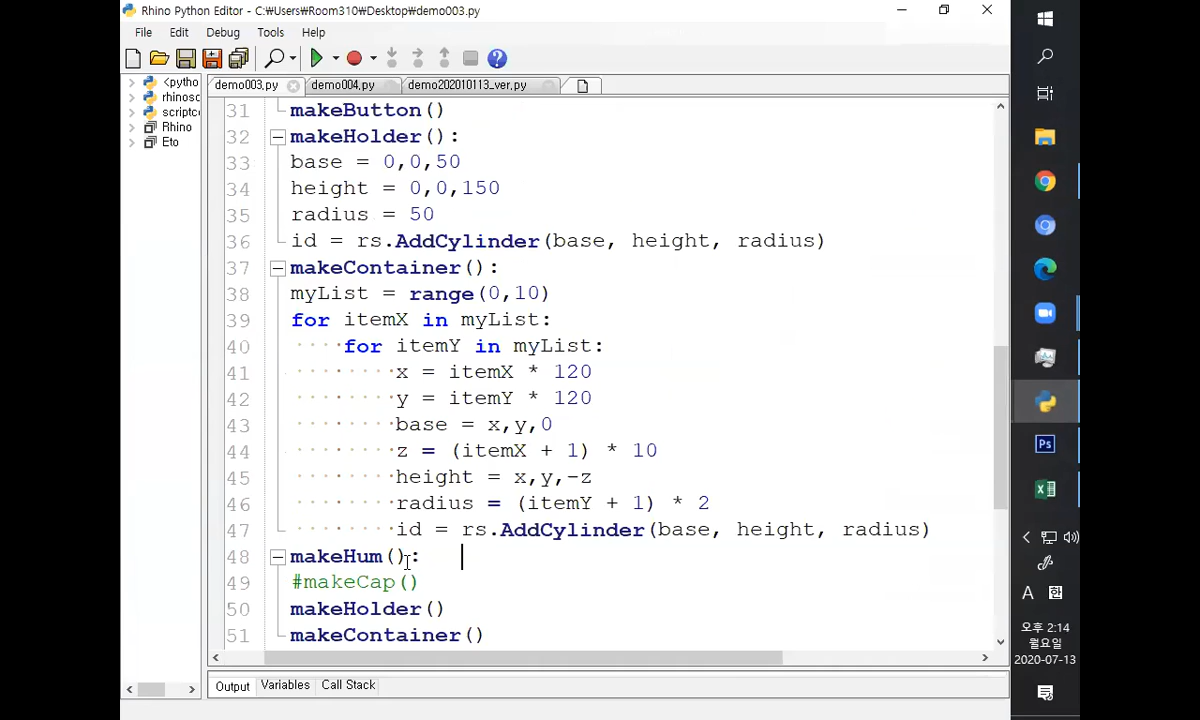 Rhino Python Editor - C:₩Users₩Room310₩Desktop₩demo003.py
File Edit Debug Tools Help
demo003.py demo004.py demo202010113_ver.py
<pytho
rhinosc
scriptcc
Rhino
Eto
31 makeButton()
32 makeHolder():
33 base = 0,0,50
34 height = 0,0,150
35 radius = 50
36 id = rs.AddCylinder(base, height, radius)
37 makeContainer():
38 myList = range(0,10)
39 for itemX in myList:
40 for itemY in myList:
41 x = itemX * 120
42 y = itemY * 120
43 base = x,y,0
44 z = (itemX + 1) * 10
45 height = x,y,-z
46 radius = (itemY + 1) * 2
47 id = rs.AddCylinder(base, height, radius)
48 makeHum():
49 #makeCap()
50 makeHolder()
51 makeContainer()
Output Variables Call Stack
Ps
A 한
오후 2:14
월요일
2020-07-13